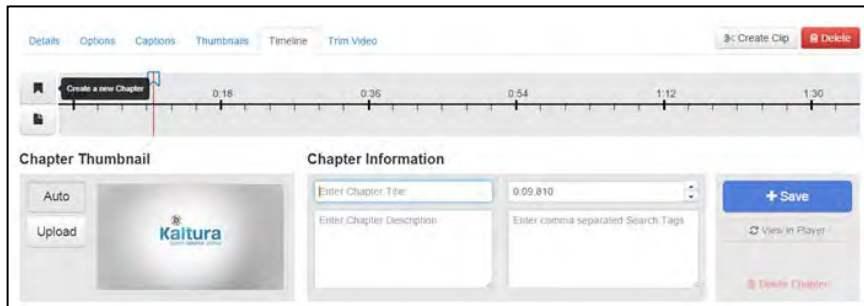 Details Options Captions Thumbnails Timeline Trim Video Create Clip Delete
Create a new Chapter
0:18 0:36 0:54 1:12 1:30
Chapter Thumbnail Chapter Information
Auto
Upload
Kaltura
Enter Chapter Title 0:09.810
Enter Chapter Description Enter comma separated Search Tags
+ Save
View in Player
Delete Chapter